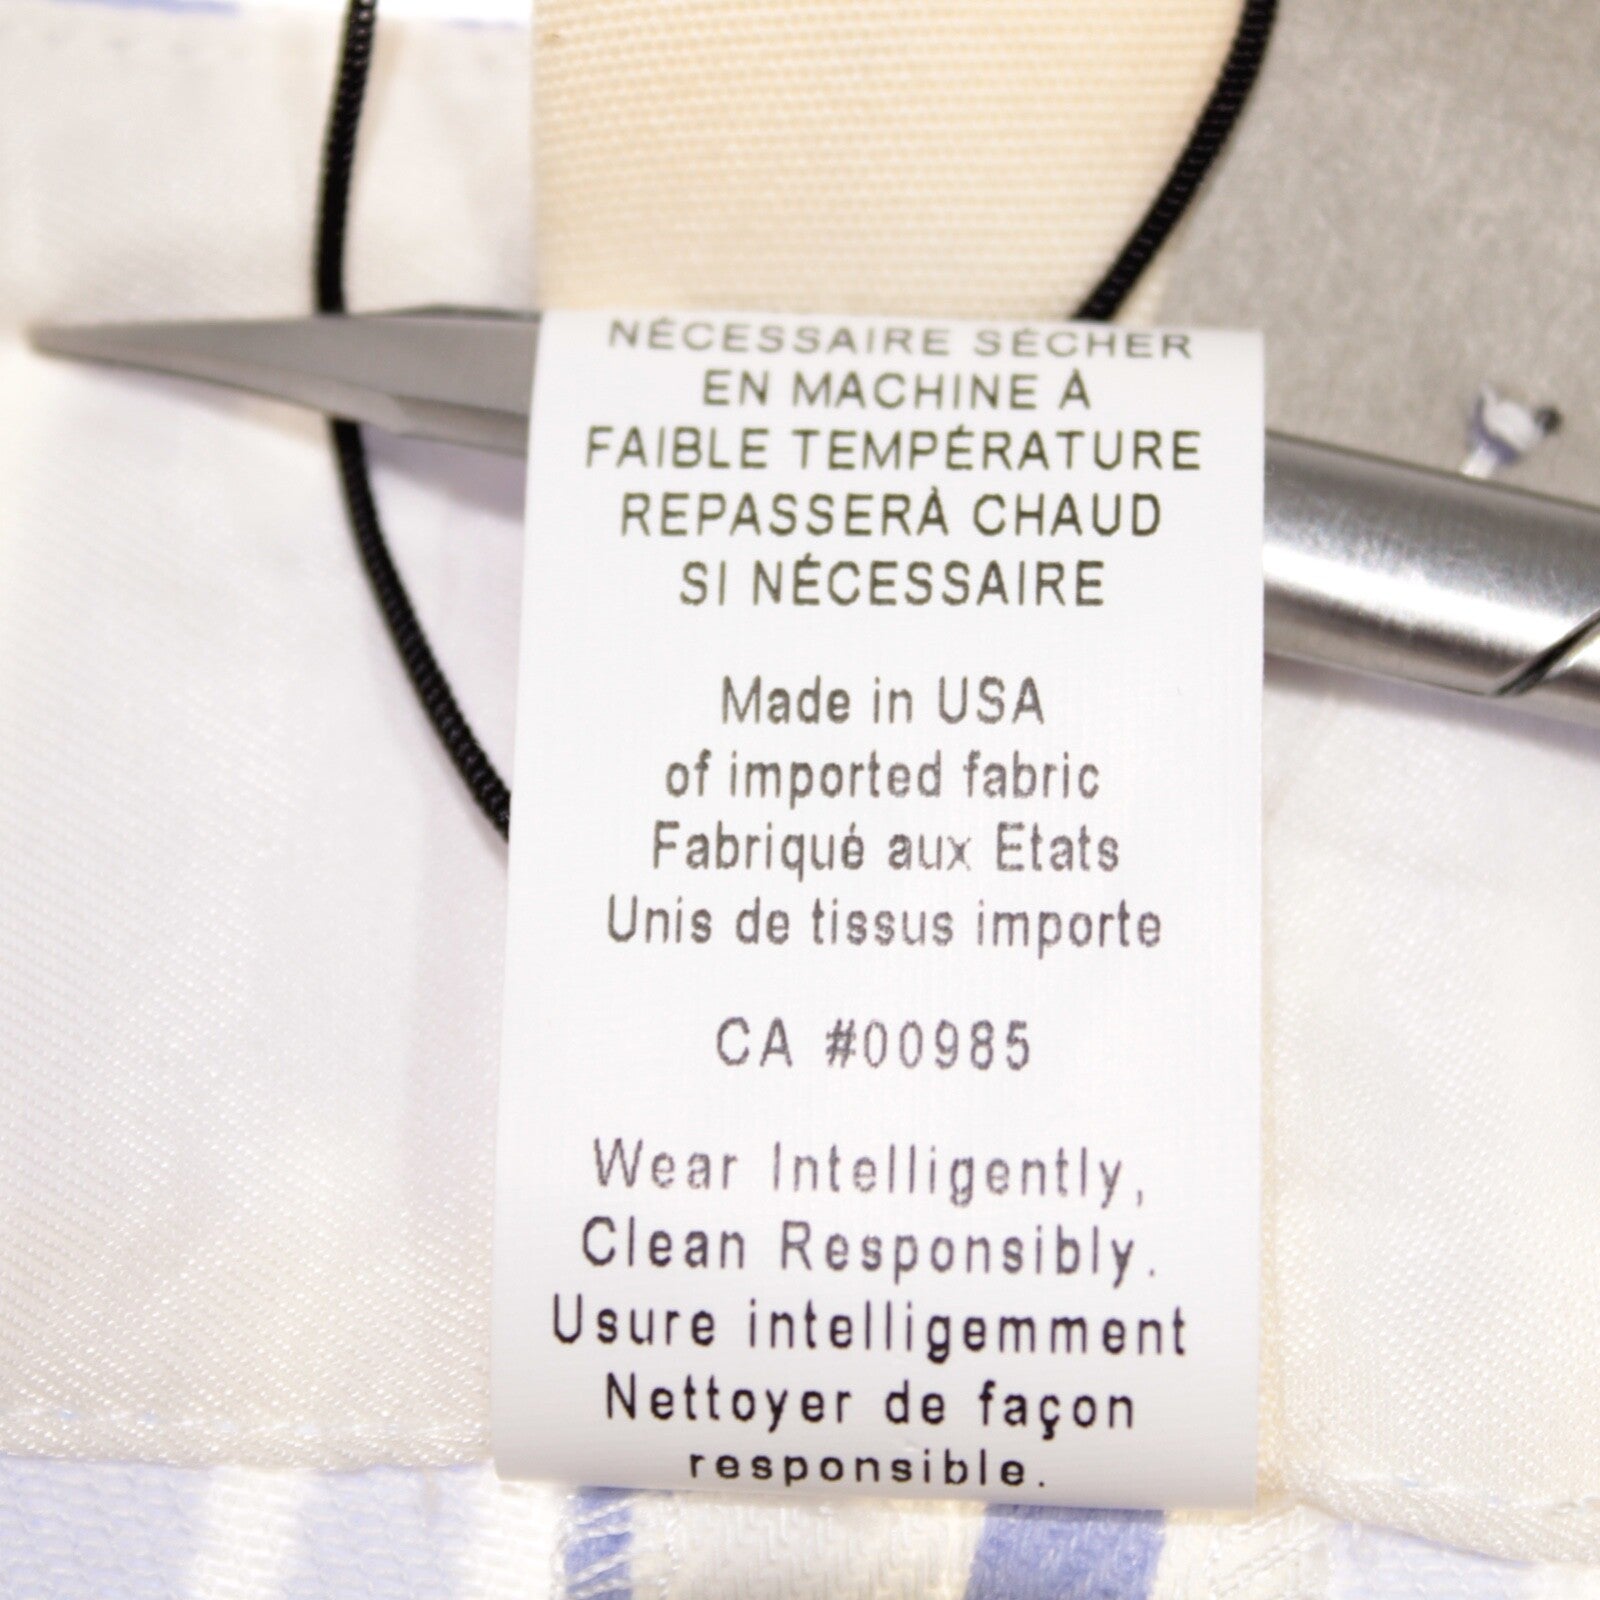 NÉCESSAIRE SÉCHER
EN MACHINE À
FAIBLE TEMPÉRATURE
REPASSERÀ CHAUD
SI NÉCESSAIRE
Made in USA
of imported fabric
Fabriqué aux Etats
Unis de tissus importe
CA #00985
Wear Intelligently,
Clean Responsibly.
Usure intelligemment
Nettoyer de façon
responsible.